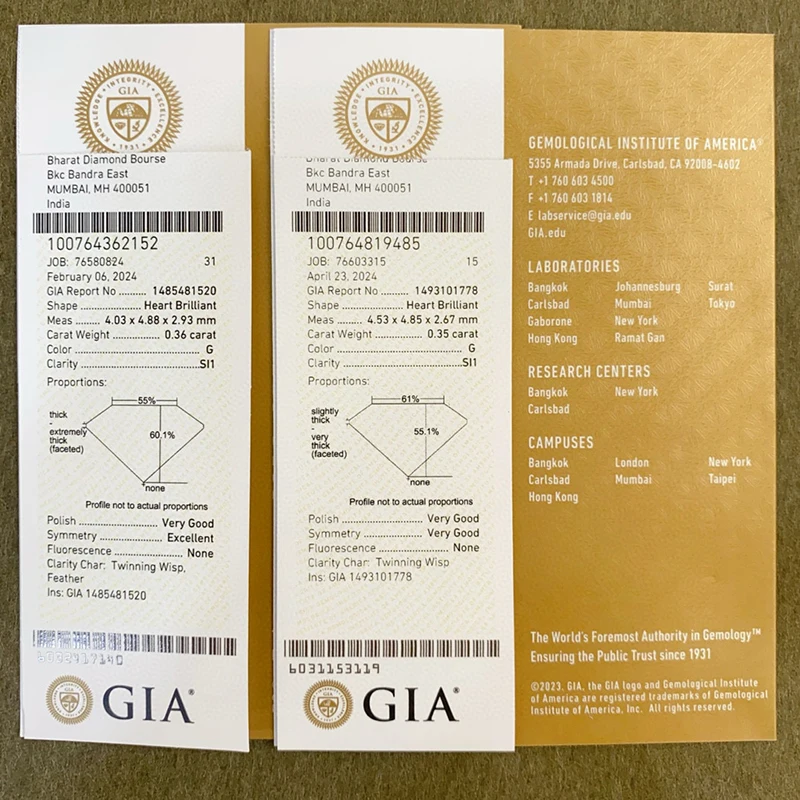 KNOWLEDGE • INTEGRITY • EXCELLENCE
GIA
1931
Bharat Diamond Bourse
Bkc Bandra East
MUMBAI, MH 400051
India
100764362152
JOB: 76580824 31
February 06, 2024
GIA Report No .......... 1485481520
Shape .................. Heart Brilliant
Meas ......... 4.03 x 4.88 x 2.93 mm
Carat Weight ............... 0.36 carat
Color ........................................ G
Clarity ..................................... SI1
Proportions:
55%
thick
-
extremely
thick
(faceted)
60.1%
none
Profile not to actual proportions
Polish ........................... Very Good
Symmetry ....................... Excellent
Fluorescence ...................... None
Clarity Char: Twinning Wisp,
Feather
Ins: GIA 1485481520
GIA®
KNOWLEDGE • INTEGRITY • EXCELLENCE
GIA
1931
Bharat Diamond Bourse
Bkc Bandra East
MUMBAI, MH 400051
India
100764819485
JOB: 76603315 15
April 23, 2024
GIA Report No .......... 1493101778
Shape .................. Heart Brilliant
Meas ......... 4.53 x 4.85 x 2.67 mm
Carat Weight ............... 0.35 carat
Color ........................................ G
Clarity ..................................... SI1
Proportions:
61%
slightly
thick
-
very
thick
(faceted)
55.1%
none
Profile not to actual proportions
Polish ........................... Very Good
Symmetry ..................... Very Good
Fluorescence ...................... None
Clarity Char: Twinning Wisp
Ins: GIA 1493101778
6031153119
GIA®
GEMOLOGICAL INSTITUTE OF AMERICA®
5355 Armada Drive, Carlsbad, CA 92008-4602
T +1 760 603 4500
F +1 760 603 1814
E labservice@gia.edu
GIA.edu
LABORATORIES
Bangkok Johannesburg Surat
Carlsbad Mumbai Tokyo
Gaborone New York
Hong Kong Ramat Gan
RESEARCH CENTERS
Bangkok New York
Carlsbad
CAMPUSES
Bangkok London New York
Carlsbad Mumbai Taipei
Hong Kong
The World's Foremost Authority in Gemology™
Ensuring the Public Trust since 1931
©2023. GIA, the GIA logo and Gemological Institute
of America are registered trademarks of Gemological
Institute of America, Inc. All rights reserved.